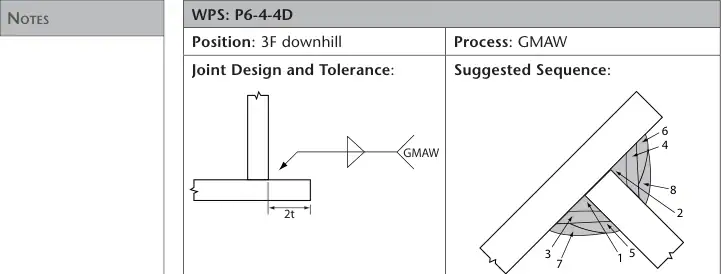 NOTES
WPS: P6-4-4D
Position: 3F downhill
Process: GMAW
Joint Design and Tolerance:
Suggested Sequence:
GMAW
2t
6
4
8
2
3
7
1
5